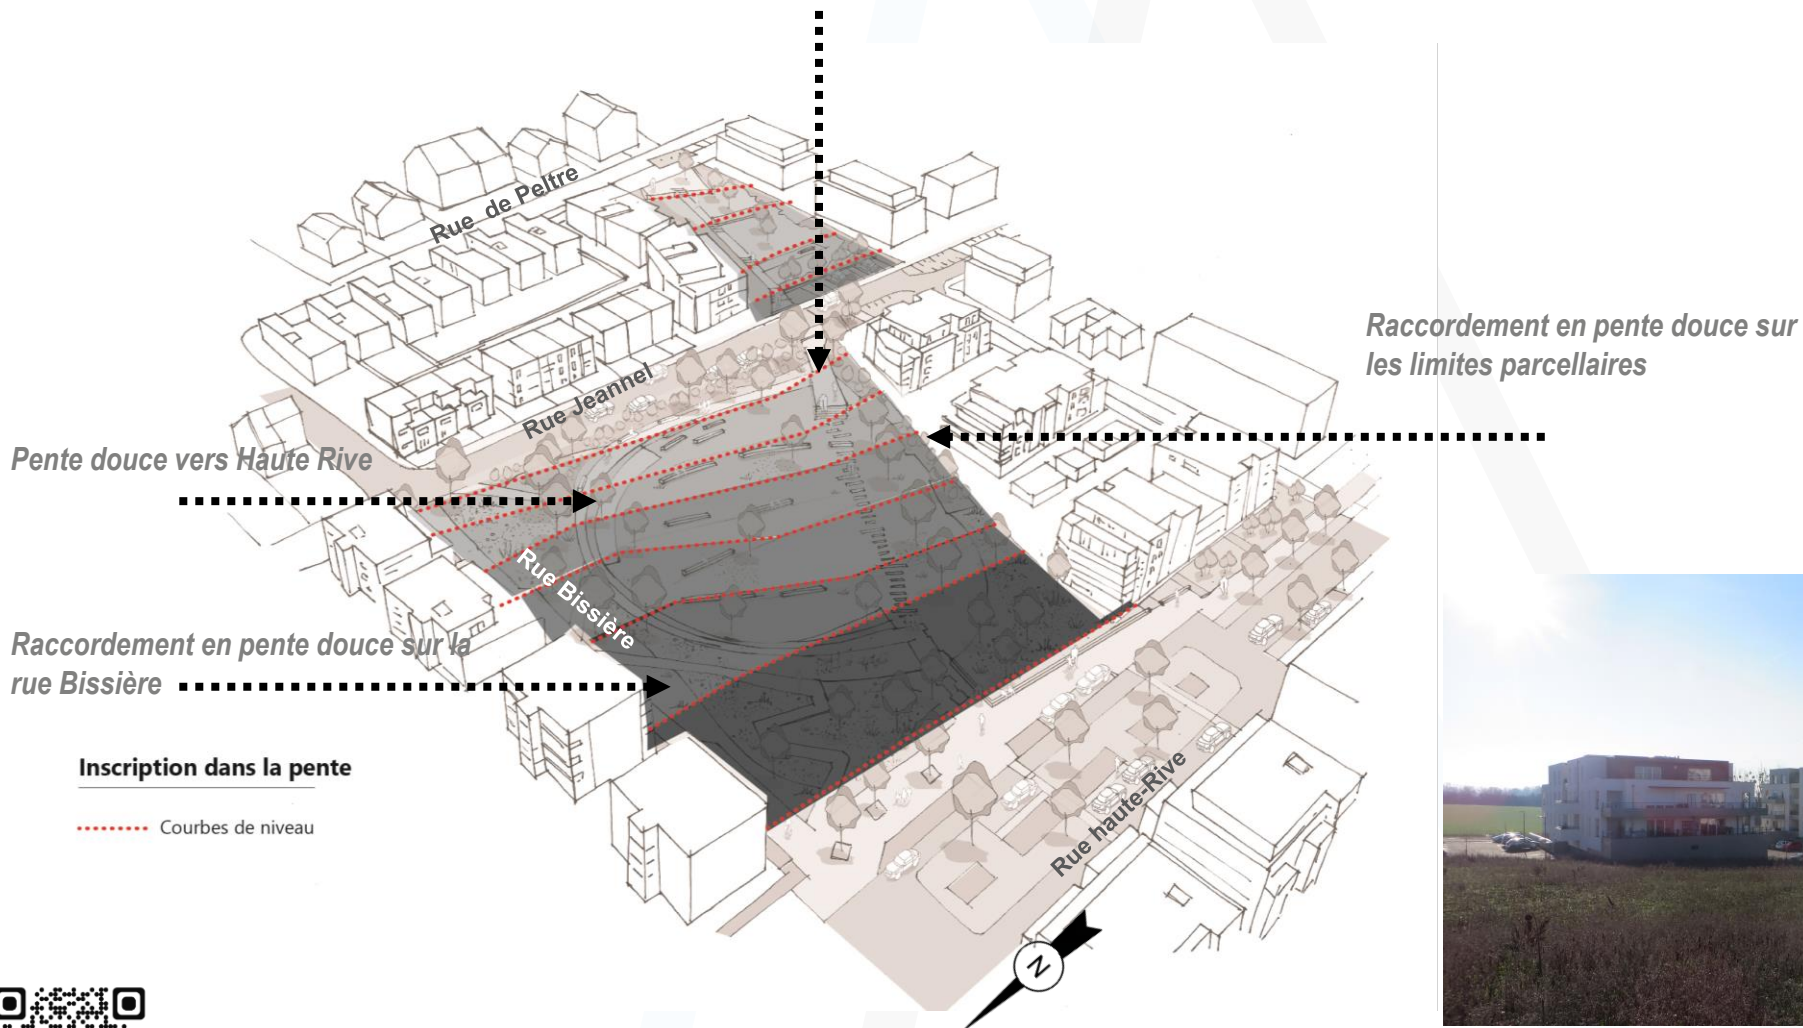 Rue de Peltre
Raccordement en pente douce sur
les limites parcellaires
Rue Jeannel
Pente douce vers Haute Rive
Rue Bissière
Raccordement en pente douce sur la
rue Bissière
Inscription dans la pente
Courbes de niveau
Rue haute-Rive
N